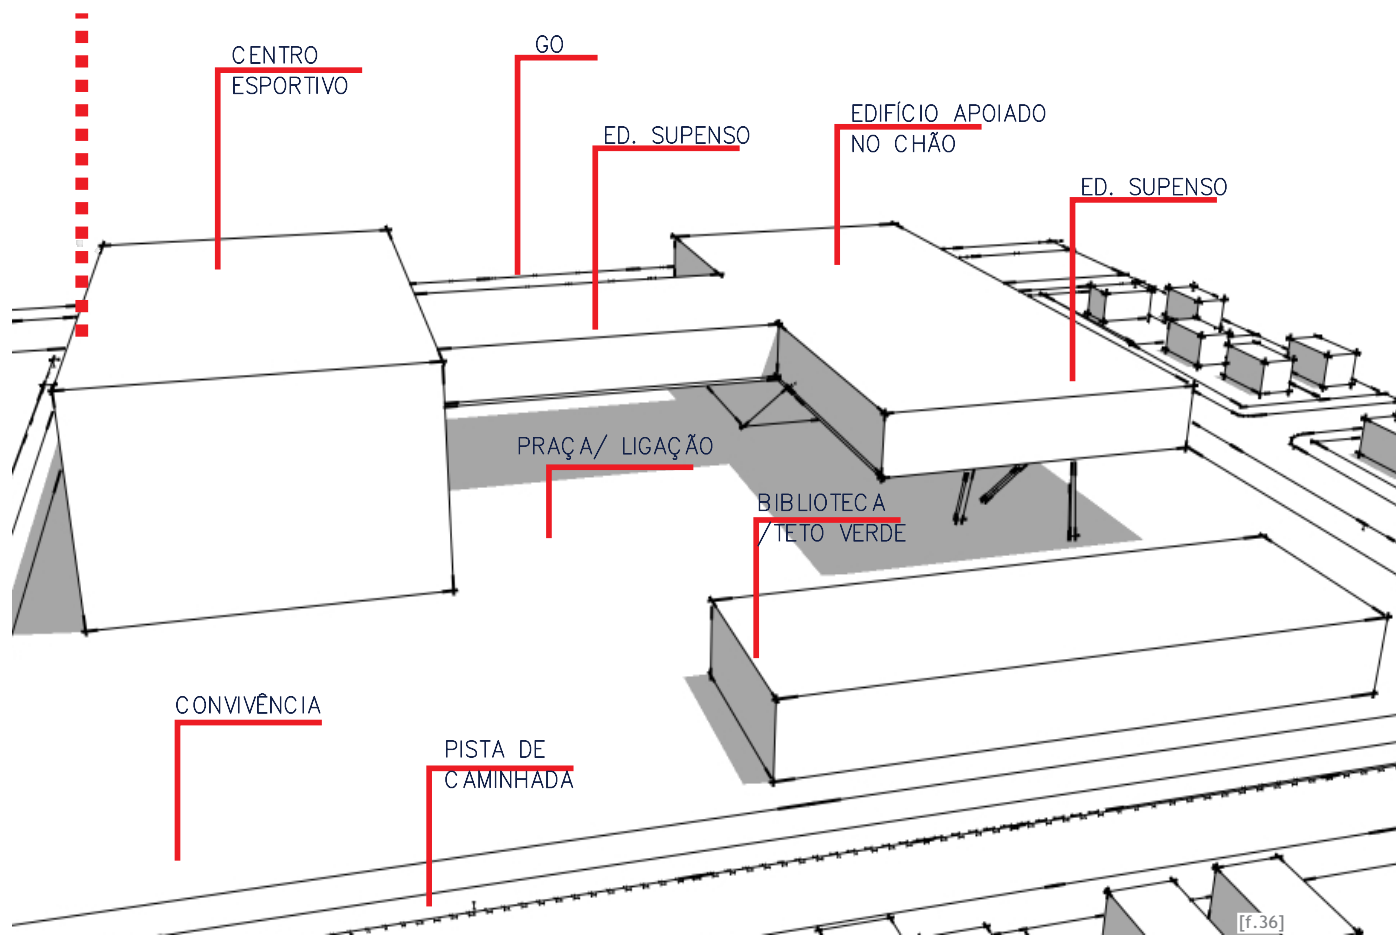 GO
CENTRO
ESPORTIVO
EDIFÍCIO APOIADO
NO CHÃO
ED. SUPENSO
ED. SUPENSO
PRAÇA/ LIGAÇÃO
BIBLIOTECA
/TETO VERDE
CONVIVÊNCIA
PISTA DE
CAMINHADA
[f.36]